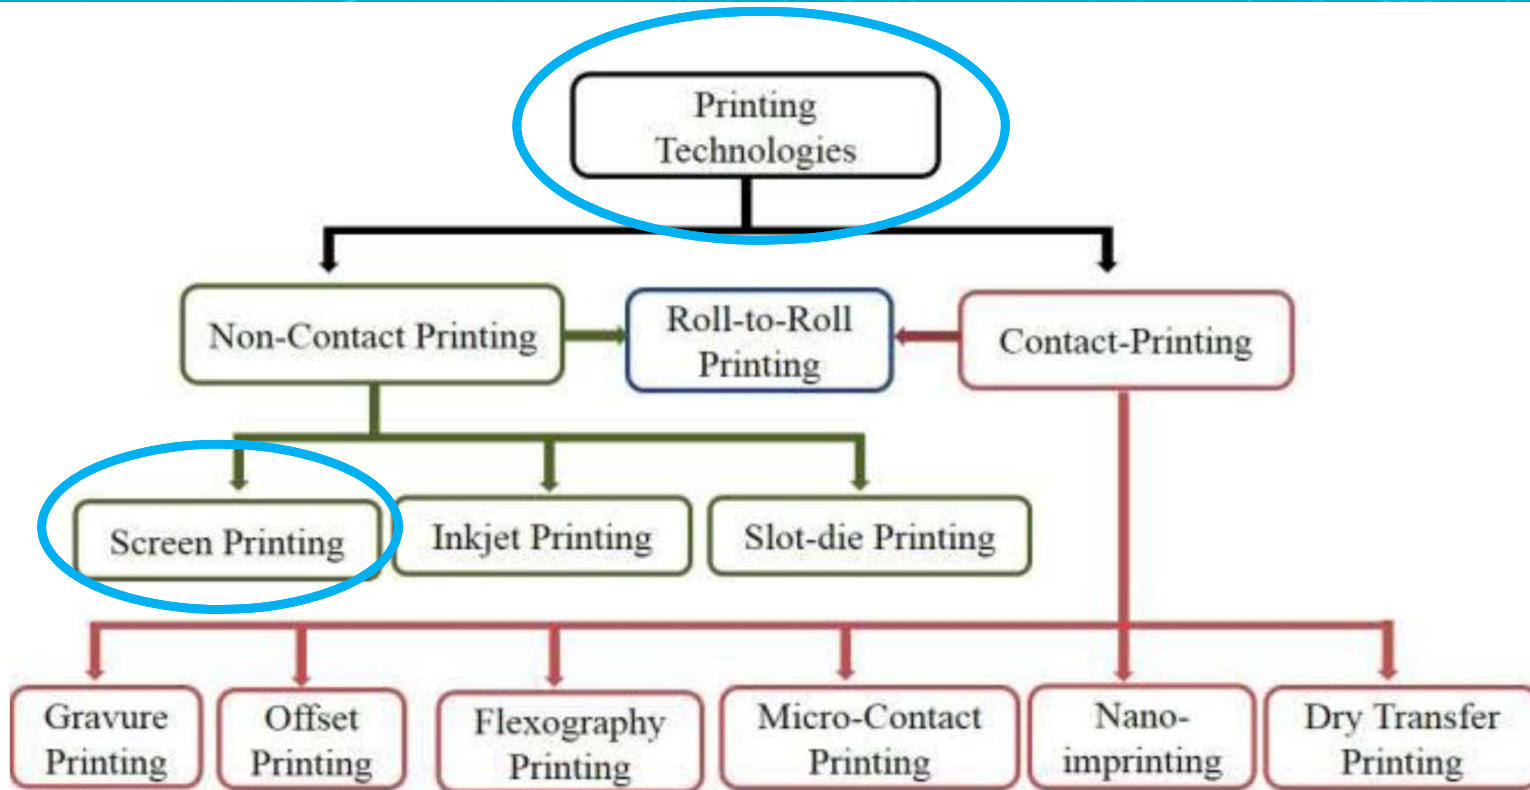 Printing
Technologies
Non-Contact Printing
Roll-to-Roll
Printing
Contact-Printing
Screen Printing
Inkjet Printing
Slot-die Printing
Gravure
Printing
Offset
Printing
Flexography
Printing
Micro-Contact
Printing
Nano-
imprinting
Dry Transfer
Printing